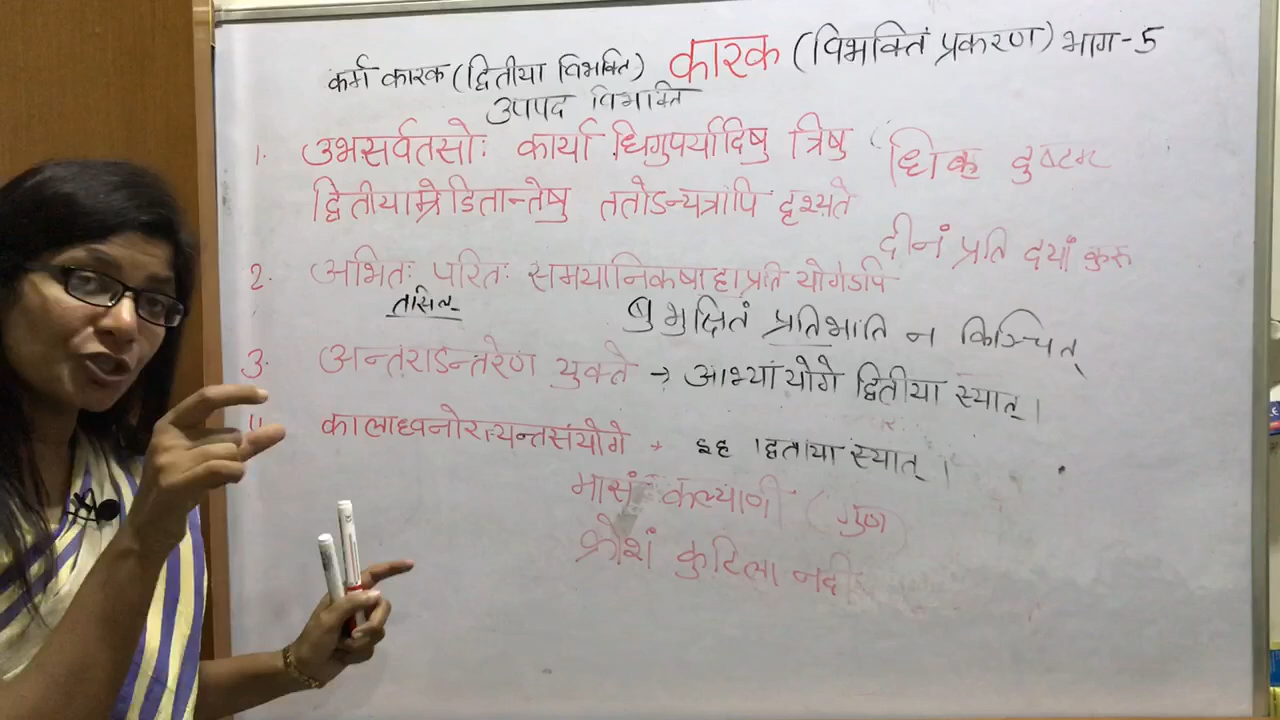 कर्म कारक (द्वितीया विभक्ति) कारक (विभक्तिं प्रकरण) भाग-5
उपपद विभक्ति
1. उभसर्वतसोः कार्या धिगुपर्यादिषु त्रिषु
धिक् दुष्टम्
द्वितीयाम्रेडितान्तेषु ततोऽन्यत्रापि दृश्यते
दीनं प्रति दयां कुरु
2. अभितः परितः समयानिकषाहाप्रति योगेऽपि
तसिल्
बुभुक्षितं प्रतिभाति न किञ्चित्
3. अन्तराऽन्तरेण युक्ते → आभ्यां योगे द्वितीया स्यात्।
कालाध्वनोरत्यन्तसंयोगे → इह द्वितीया स्यात्।
मासं कल्याणी (गुण)
क्रोशं कुटिला नदी